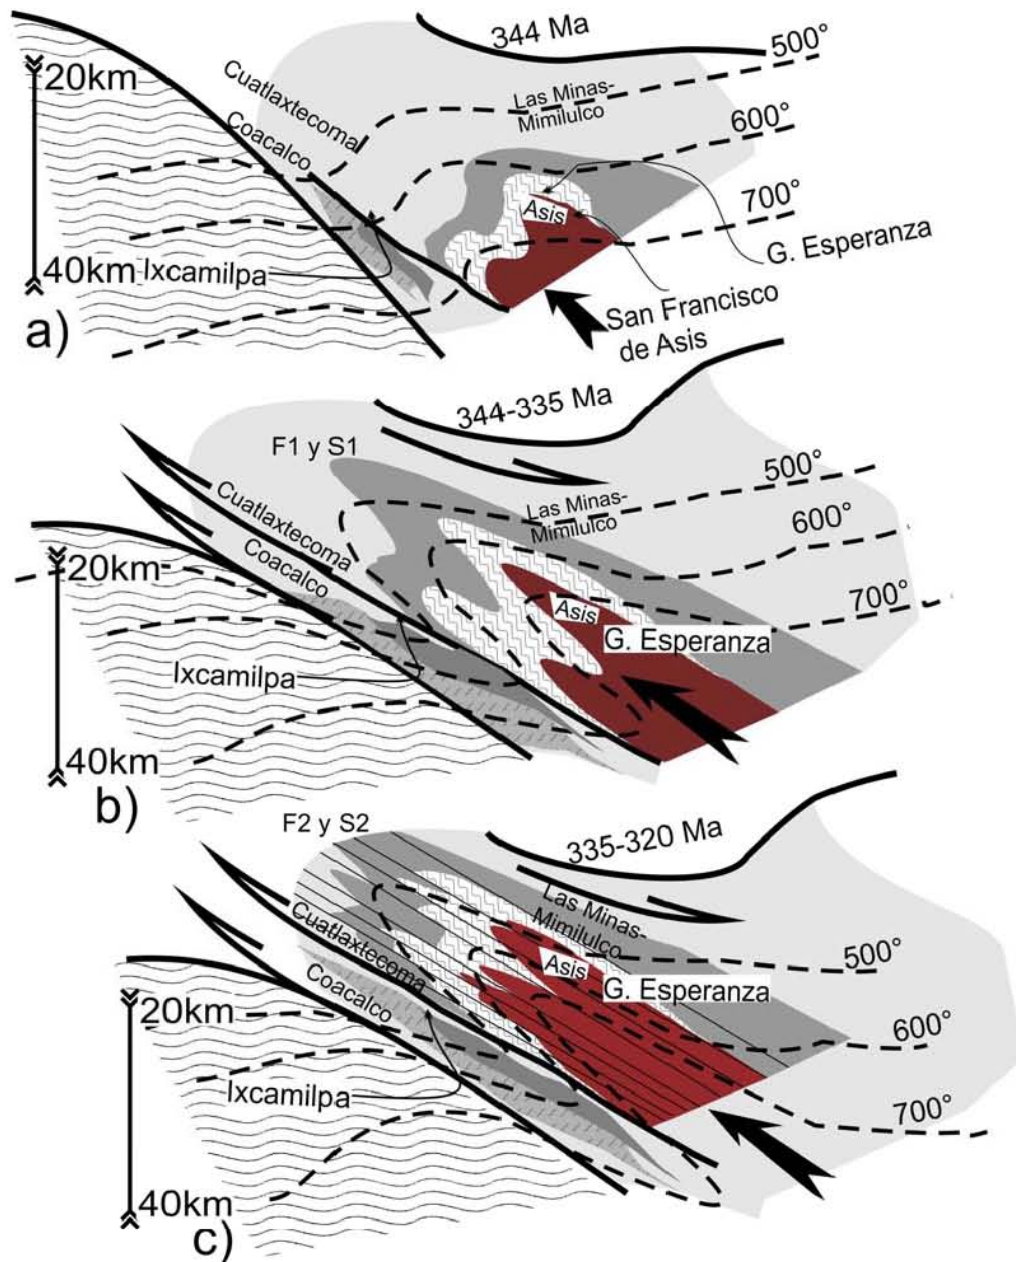 344 Ma
500°
20km
Cuatlaxtecoma
Las Minas-
Mimilulco
600°
Coacalco
700°
Asis
G. Esperanza
40km
Ixcamilpa
San Francisco
de Asis
a)
344-335 Ma
F1 y S1
500°
Las Minas-
Mimilulco
600°
Cuatlaxtecoma
20km
Coacalco
700°
Asis
G. Esperanza
Ixcamilpa
40km
b)
F2 y S2
335-320 Ma
Las Minas-
Mimilulco
Cuatlaxtecoma
500°
Asis
Coacalco
G. Esperanza
20km
600°
Ixcamilpa
700°
40km
c)